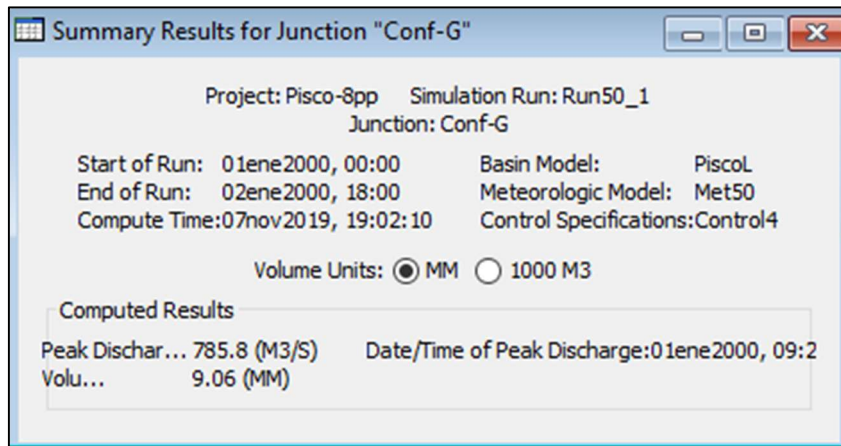 Summary Results for Junction "Conf-G"
Project: Pisco-8pp Simulation Run: Run50_1
Junction: Conf-G
Start of Run: 01ene2000, 00:00 Basin Model: PiscoL
End of Run: 02ene2000, 18:00 Meteorologic Model: Met50
Compute Time:07nov2019, 19:02:10 Control Specifications:Control4
Volume Units: MM 1000 M3
Computed Results
Peak Dischar... 785.8 (M3/S) Date/Time of Peak Discharge:01ene2000, 09:2
Volu... 9.06 (MM)